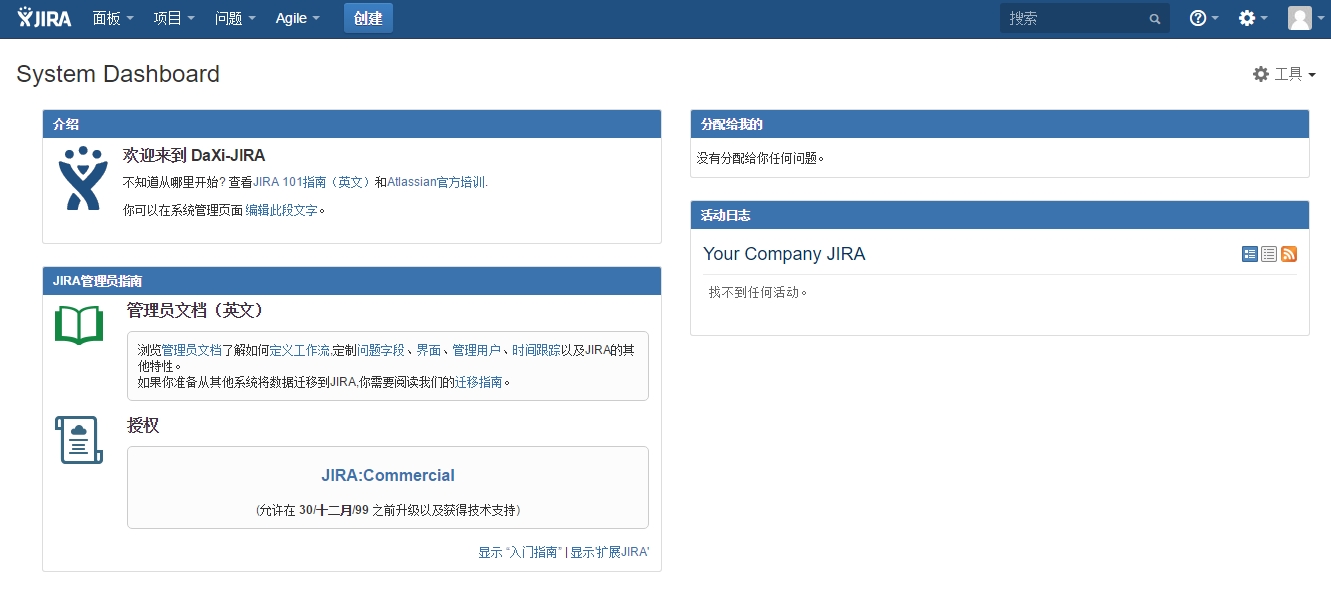 JIRA 面板 项目 问题 Agile 创建 搜索
System Dashboard
工具
介绍
欢迎来到 DaXi-JIRA
不知道从哪里开始? 查看JIRA 101指南（英文）和Atlassian官方培训.
你可以在系统管理页面 编辑此段文字。
JIRA管理员指南
管理员文档（英文）
浏览管理员文档了解如何定义工作流,定制问题字段、界面、管理用户、时间跟踪以及JIRA的其
他特性。
如果你准备从其他系统将数据迁移到JIRA,你需要阅读我们的迁移指南。
授权
JIRA:Commercial
(允许在 30/十二月/99 之前升级以及获得技术支持)
显示 “入门指南” | 显示'扩展JIRA'
分配给我的
没有分配给你任何问题。
活动日志
Your Company JIRA
找不到任何活动。